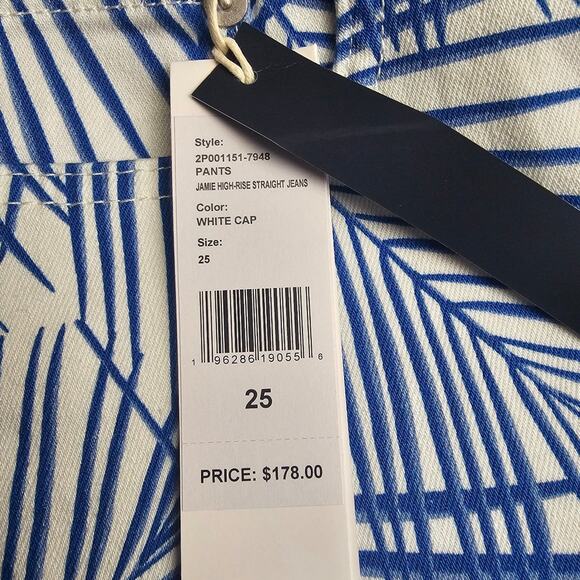 Style:
2P001151-7948
PANTS
JAMIE HIGH-RISE STRAIGHT JEANS
Color:
WHITE CAP
Size:
25
1 96286 19055 6
25
PRICE: $178.00